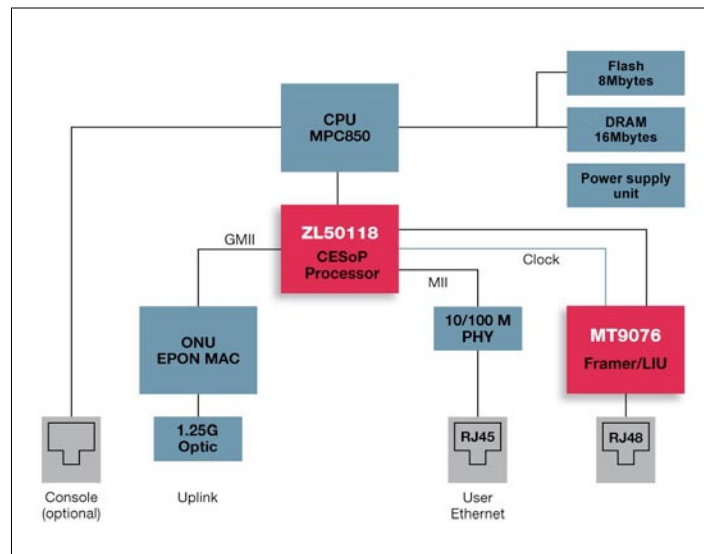 Flash
8Mbytes
CPU
MPC850
DRAM
16Mbytes
Power supply
unit
ZL50118
CESoP
Processor
GMII
Clock
MII
ONU
EPON MAC
10/100 M
PHY
MT9076
Framer/LIU
1.25G
Optic
RJ45
RJ48
Console
(optional)
Uplink
User
Ethernet